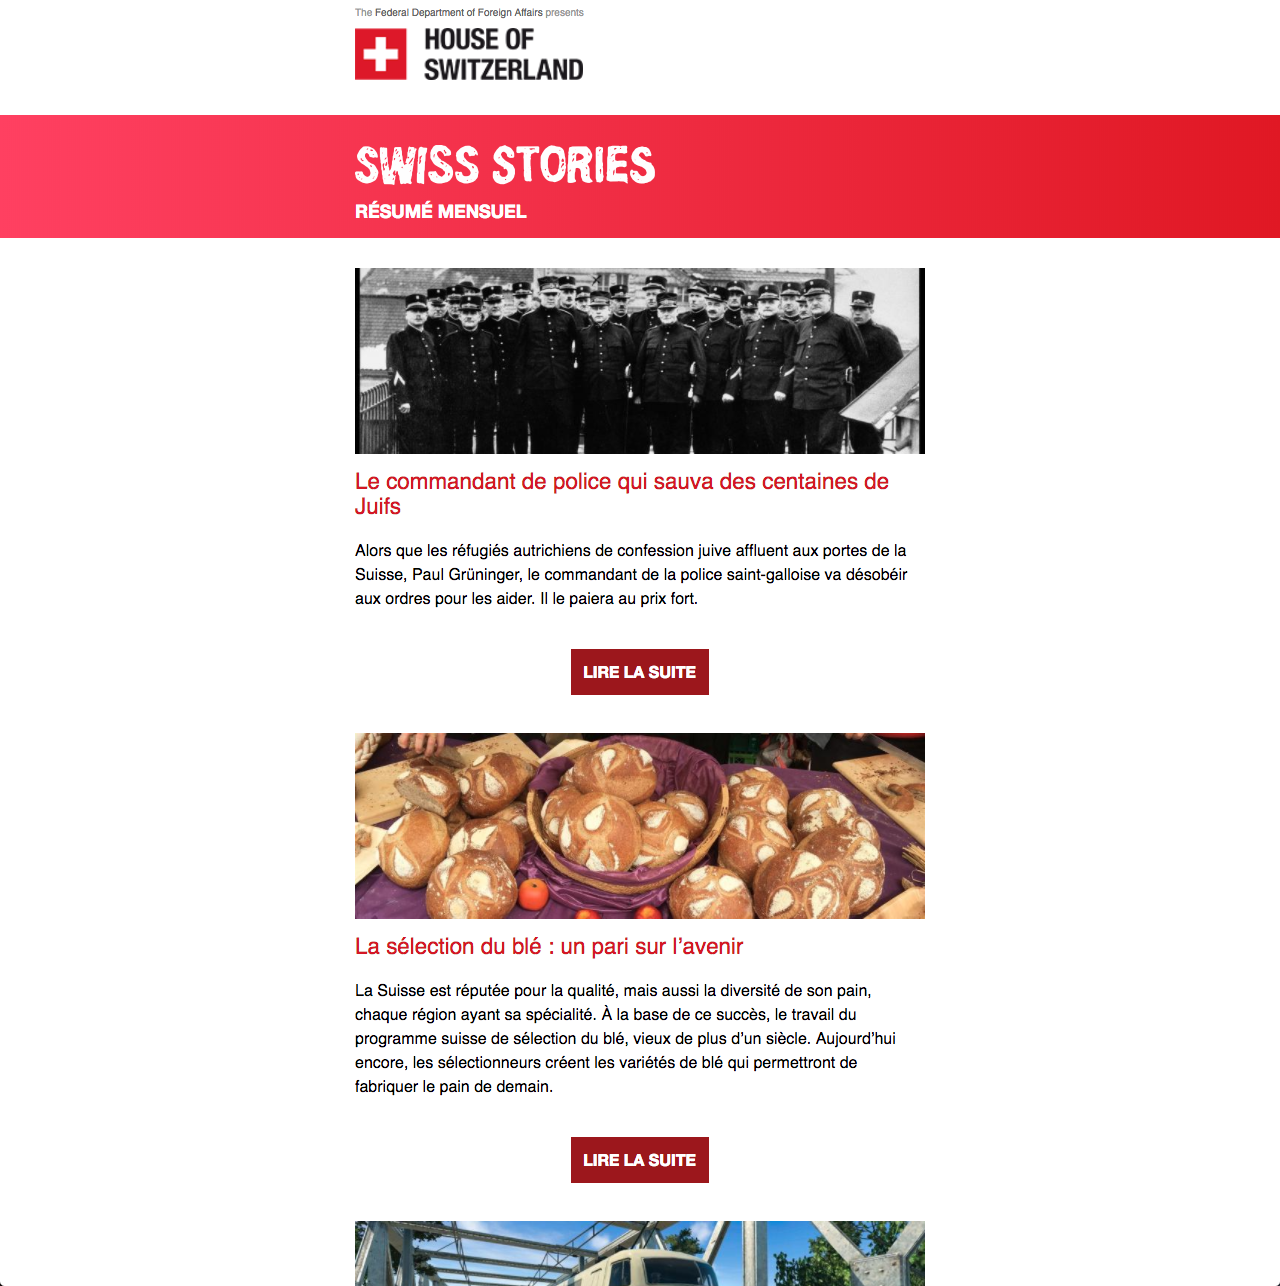 The Federal Department of Foreign Affairs presents
HOUSE OF
SWITZERLAND
SWISS STORIES
RÉSUMÉ MENSUEL
Le commandant de police qui sauva des centaines de
Juifs
Alors que les réfugiés autrichiens de confession juive affluent aux portes de la
Suisse, Paul Grüninger, le commandant de la police saint-galloise va désobéir
aux ordres pour les aider. Il le paiera au prix fort.
LIRE LA SUITE
La sélection du blé : un pari sur l’avenir
La Suisse est réputée pour la qualité, mais aussi la diversité de son pain,
chaque région ayant sa spécialité. À la base de ce succès, le travail du
programme suisse de sélection du blé, vieux de plus d’un siècle. Aujourd’hui
encore, les sélectionneurs créent les variétés de blé qui permettront de
fabriquer le pain de demain.
LIRE LA SUITE